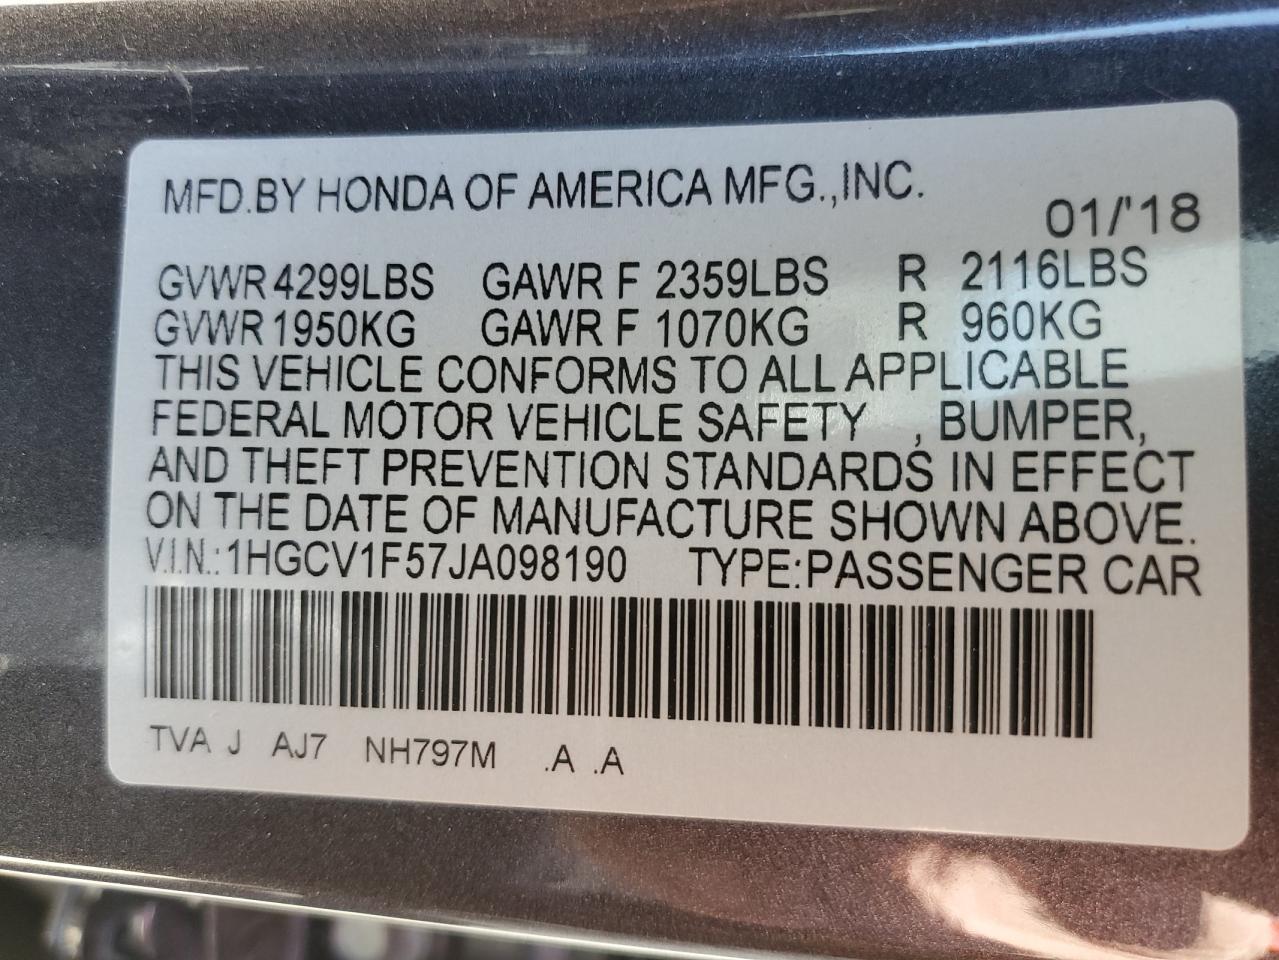 MFD.BY HONDA OF AMERICA MFG.,INC.
01/'18
GVWR 4299LBS GAWR F 2359LBS R 2116LBS
GVWR 1950KG GAWR F 1070KG R 960KG
THIS VEHICLE CONFORMS TO ALL APPLICABLE
FEDERAL MOTOR VEHICLE SAFETY , BUMPER,
AND THEFT PREVENTION STANDARDS IN EFFECT
ON THE DATE OF MANUFACTURE SHOWN ABOVE.
V.I.N.: 1HGCV1F57JA098190 TYPE:PASSENGER CAR
TVA J AJ7 NH797M .A .A